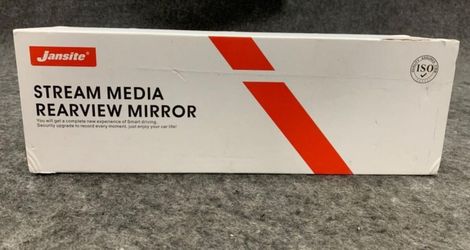 Jansite®
ISO
STREAM MEDIA
REARVIEW MIRROR
You will get a complete new experience of Smart driving.
Security upgrade to record every moment, just enjoy your car life!